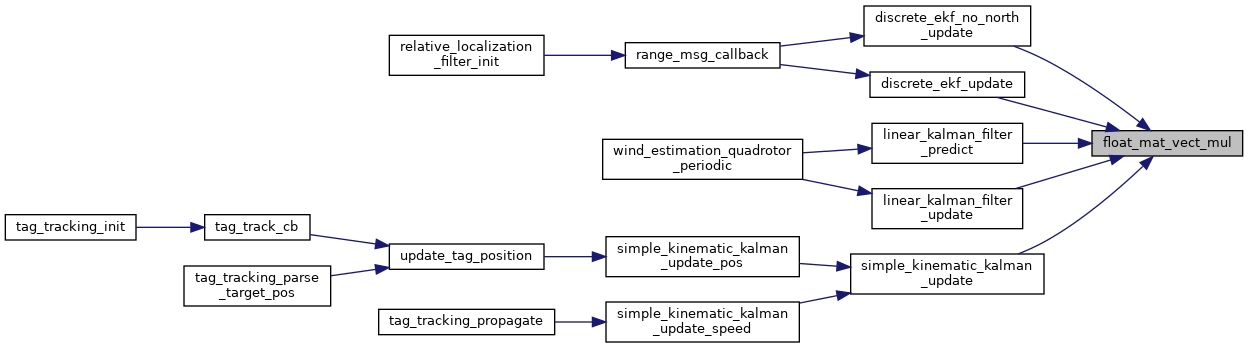 discrete_ekf_no_north
_update
relative_localization
_filter_init
range_msg_callback
discrete_ekf_update
float_mat_vect_mul
linear_kalman_filter
_predict
wind_estimation_quadrotor
_periodic
linear_kalman_filter
_update
tag_tracking_init
tag_track_cb
update_tag_position
simple_kinematic_kalman
_update_pos
simple_kinematic_kalman
_update
tag_tracking_parse
_target_pos
tag_tracking_propagate
simple_kinematic_kalman
_update_speed